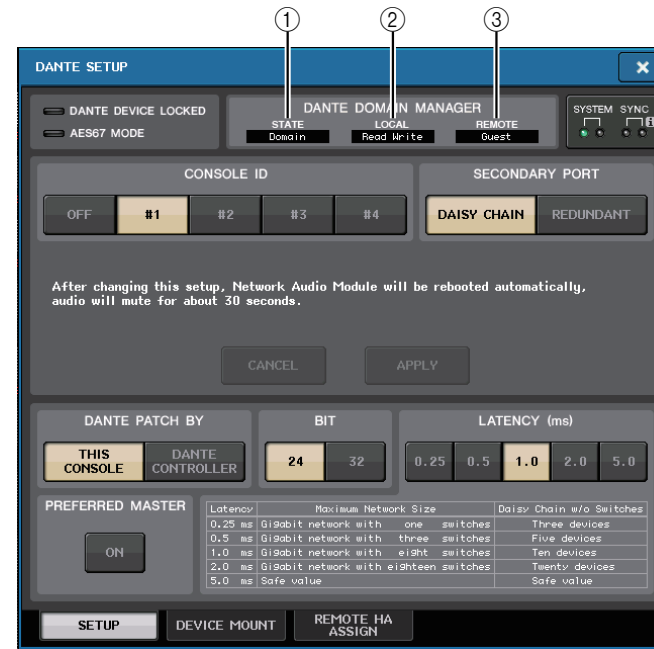 ① ② ③
DANTE SETUP
DANTE DEVICE LOCKED
AES67 MODE
DANTE DOMAIN MANAGER
STATE LOCAL REMOTE
Domain Read Write Guest
SYSTEM SYNC
CONSOLE ID
OFF #1 #2 #3 #4
SECONDARY PORT
DAISY CHAIN REDUNDANT
After changing this setup, Network Audio Module will be rebooted automatically,
audio will mute for about 30 seconds.
CANCEL APPLY
DANTE PATCH BY
THIS CONSOLE
DANTE CONTROLLER
BIT
24 32
LATENCY (ms)
0.25 0.5 1.0 2.0 5.0
PREFERRED MASTER
ON
Latency Maximum Network Size Daisy Chain w/o Switches
0.25 ms Gigabit network with one switches Three devices
0.5 ms Gigabit network with three switches Five devices
1.0 ms Gigabit network with eight switches Ten devices
2.0 ms Gigabit network with eighteen switches Twenty devices
5.0 ms Safe value Safe value
SETUP DEVICE MOUNT REMOTE HA ASSIGN